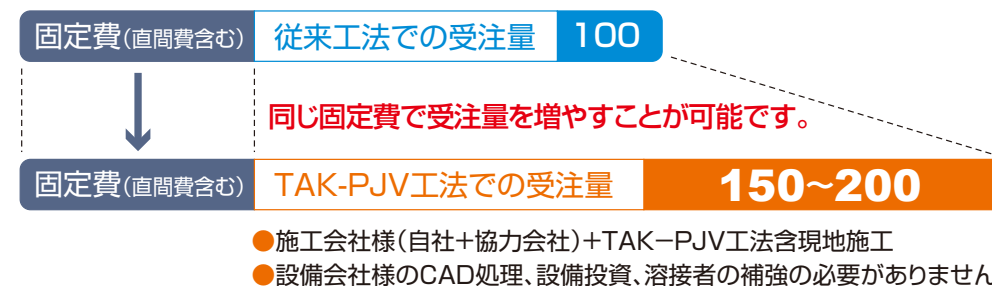 固定費(直間費含む) 従来工法での受注量 100
同じ固定費で受注量を増やすことが可能です。
固定費(直間費含む) TAK-PJV工法での受注量 150~200
●施工会社様(自社+協力会社)+TAK-PJV工法含現地施工
●設備会社様のCAD処理、設備投資、溶接者の補強の必要がありません